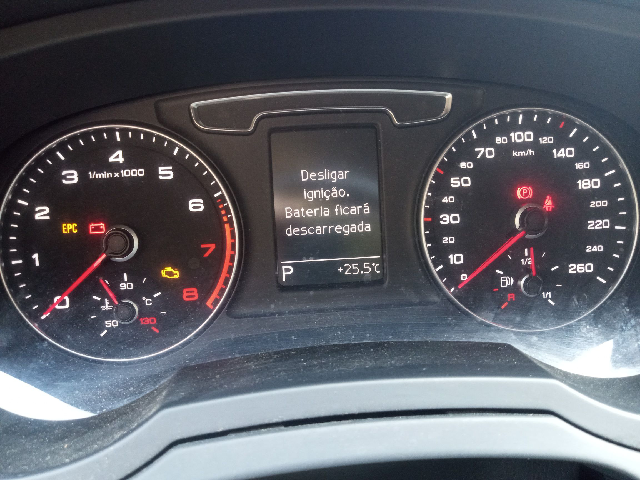 Desligar
ignição.
Bateria ficará
descarregada
P +25.5°C
1/min x 1000
0 1 2 3 4 5 6 7 8
EPC
50 90 130 °C
km/h
0 10 30 50 70 100 140 180 220 260
60 80 120 160 200 240
(P)
R 1/2 1/1